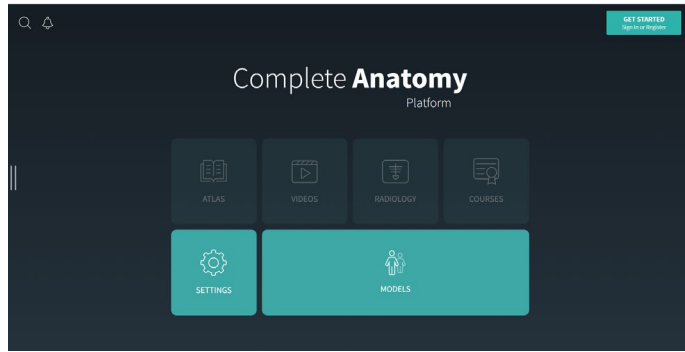 GET STARTED
Sign In or Register
Complete Anatomy
Platform
ATLAS
VIDEOS
RADIOLOGY
COURSES
SETTINGS
MODELS